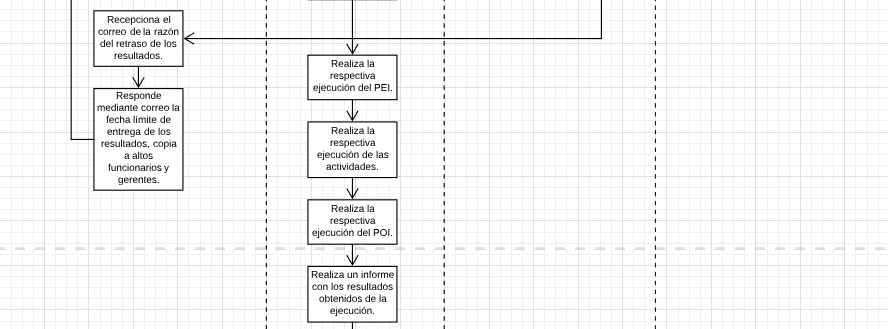 Recepciona el
correo de la razón
del retraso de los
resultados.
Responde
mediante correo la
fecha límite de
entrega de los
resultados, copia
a altos
funcionarios y
gerentes.
Realiza la
respectiva
ejecución del PEI.
Realiza la
respectiva
ejecución de las
actividades.
Realiza la
respectiva
ejecución del POI.
Realiza un informe
con los resultados
obtenidos de la
ejecución.